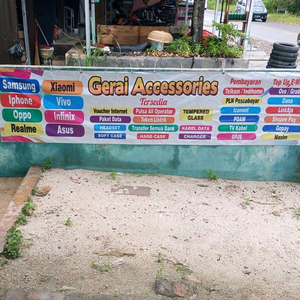 Gerai Accessories
Tersedia
Samsung
Xiaomi
Iphone
Vivo
Oppo
Infinix
Realme
Asus
Voucher Internet
Pulsa All Operator
TEMPERED GLASS
Paket Data
Token Listrik
HEADSET
Transfer Semua Bank
KABEL DATA
SOFT CASE
HARD CASE
CHARGER
Pembayaran
Telkom / Indihome
PLN Pascabayar
Iconnet
PDAM
TV Kabel
BPJS
Top Up E-M
Ovo / Grab
Dana
LinkAja
Shopee Pay
Gopay
Maxim